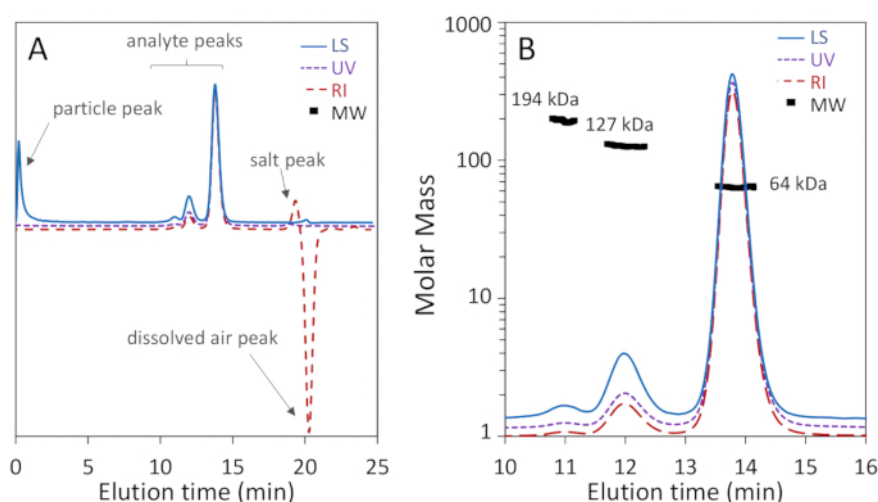 A
analyte peaks
LS
UV
RI
MW
particle peak
salt peak
dissolved air peak
0 5 10 15 20 25
Elution time (min)
B
1000
100
10
1
Molar Mass
LS
UV
RI
MW
194 kDa
127 kDa
64 kDa
10 11 12 13 14 15 16
Elution time (min)